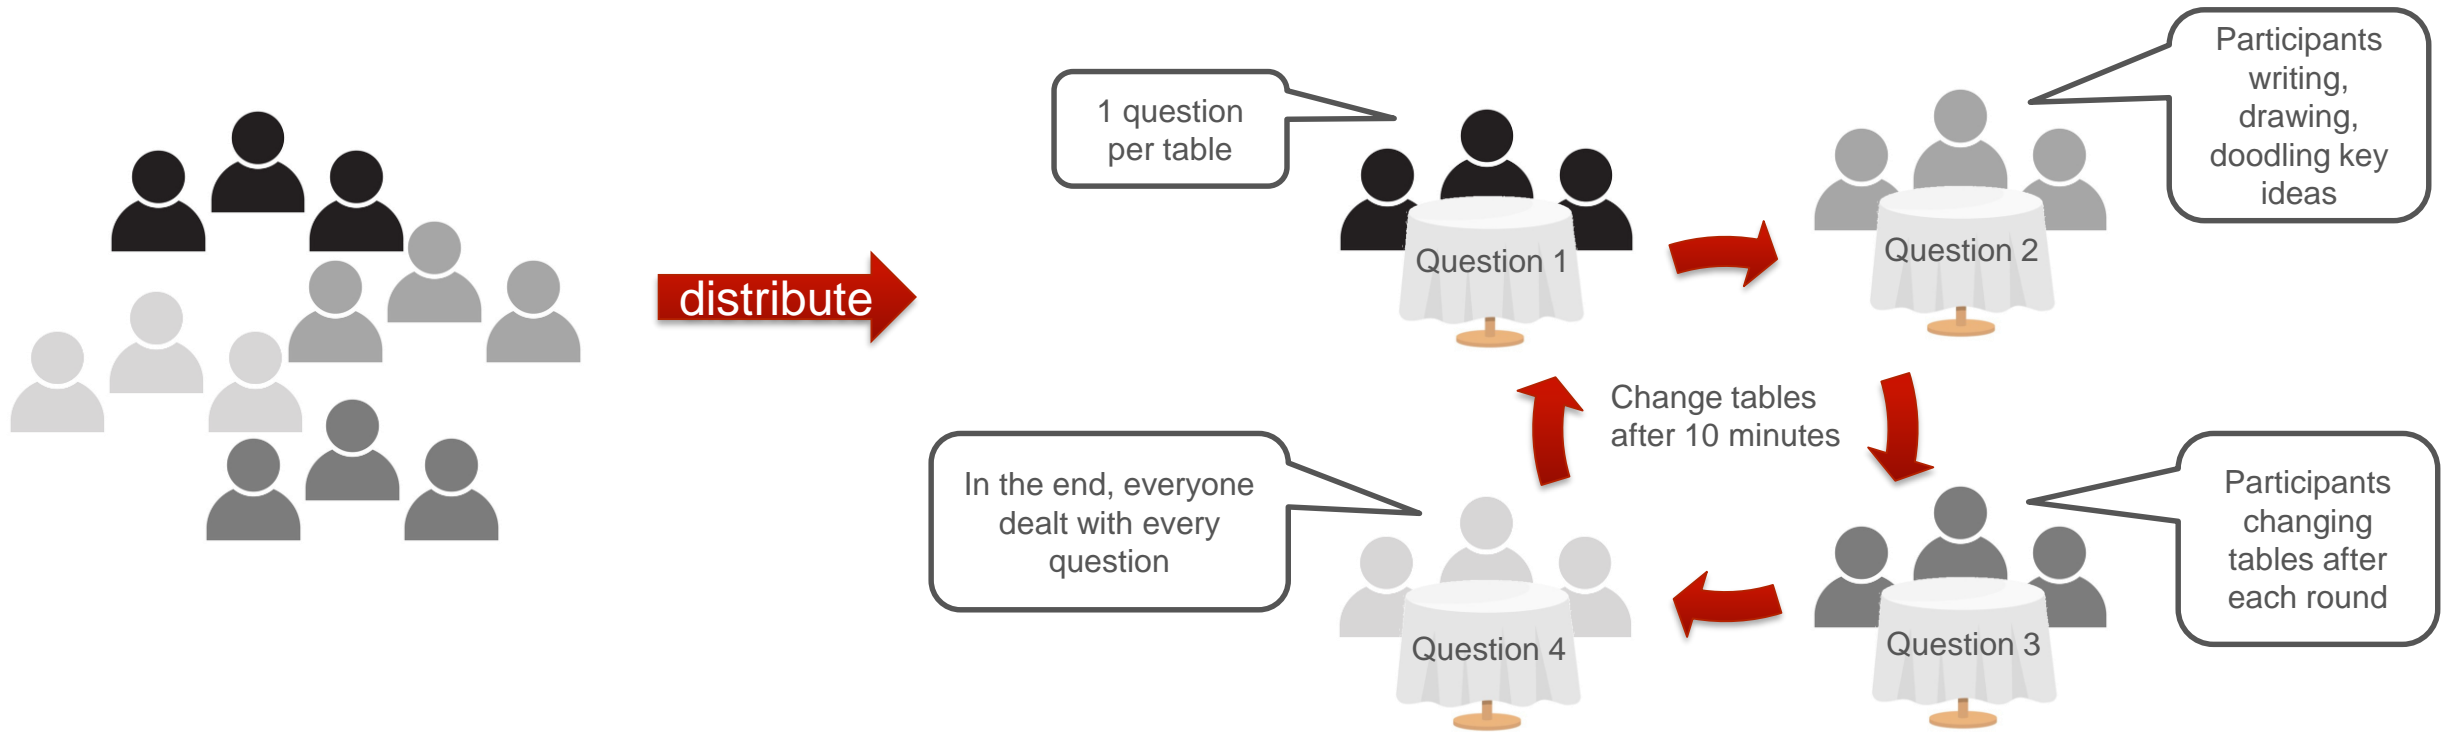 distribute
1 question
per table
Question 1
Participants
writing,
drawing,
doodling key
ideas
Question 2
Change tables
after 10 minutes
In the end, everyone
dealt with every
question
Question 4
Participants
changing
tables after
each round
Question 3